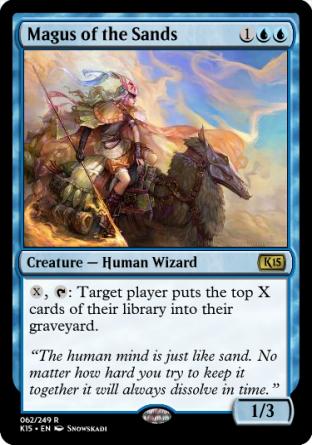 Magus of the Sands 1
K15
Creature — Human Wizard
X, : Target player puts the top X
cards of their library into their
graveyard.
"The human mind is just like sand. No
matter how hard you try to keep it
together it will always dissolve in time."
1/3
062/249 R
K15 • EN Snowskadi